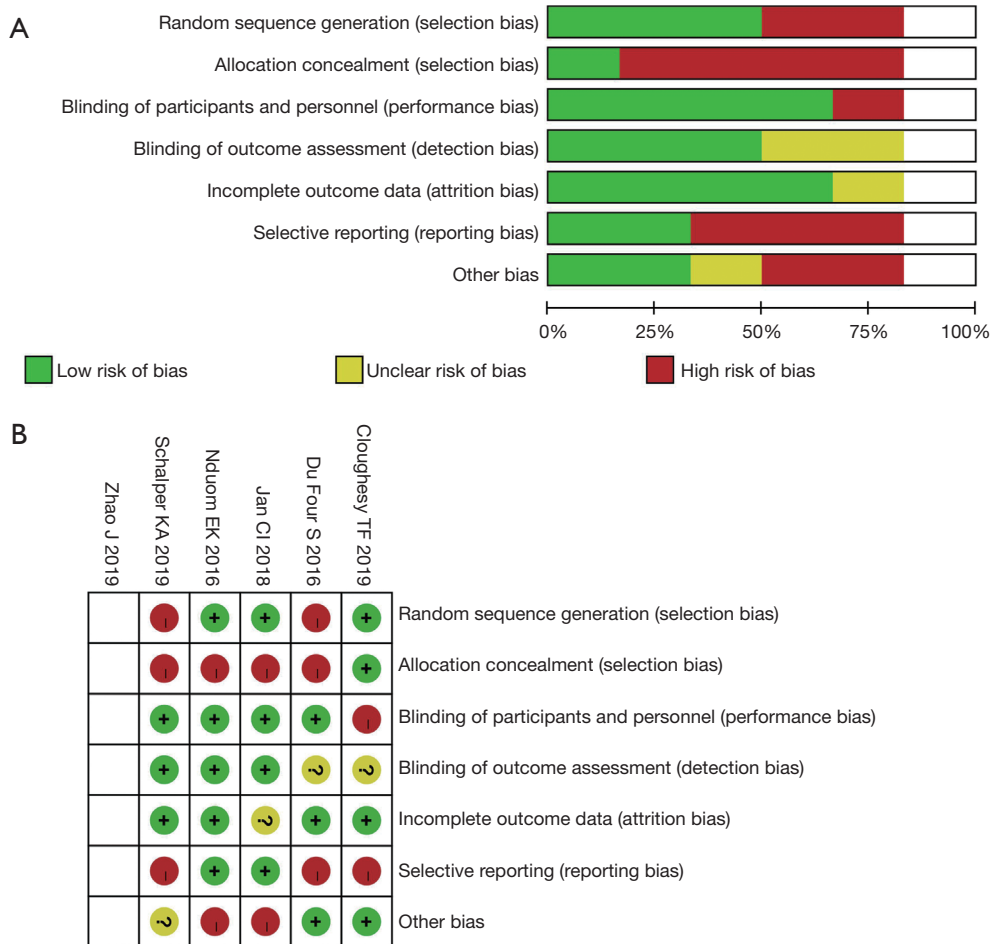 A
Random sequence generation (selection bias)
Allocation concealment (selection bias)
Blinding of participants and personnel (performance bias)
Blinding of outcome assessment (detection bias)
Incomplete outcome data (attrition bias)
Selective reporting (reporting bias)
Other bias
0% 25% 50% 75% 100%
Low risk of bias Unclear risk of bias High risk of bias
B
Zhao J 2019
Schalper KA 2019
Nduom EK 2016
Jan CI 2018
Du Four S 2016
Cloughesy TF 2019
– + + – + Random sequence generation (selection bias)
– – – – + Allocation concealment (selection bias)
+ + + + – Blinding of participants and personnel (performance bias)
+ + + ? ? Blinding of outcome assessment (detection bias)
+ + ? + + Incomplete outcome data (attrition bias)
– + + – – Selective reporting (reporting bias)
? – – + + Other bias